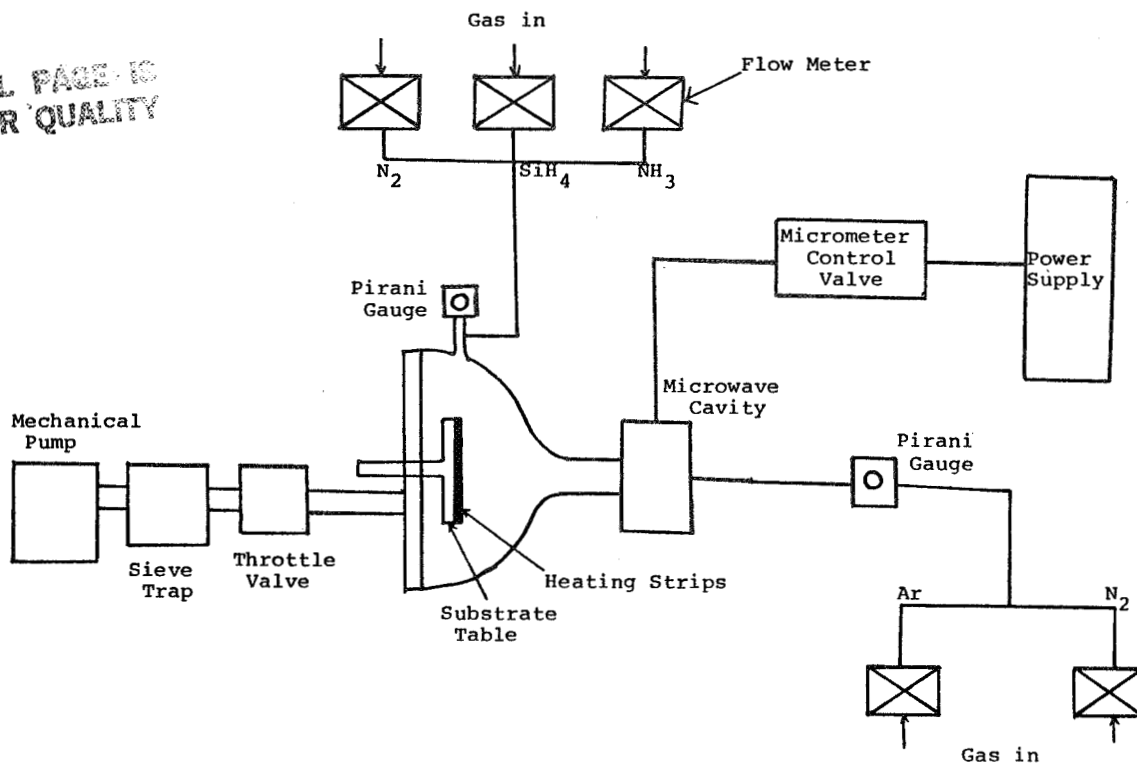 Gas in
L PAGE IS
R QUALITY
Flow Meter
N2
SiH4
NH3
Micrometer
Control
Valve
Power
Supply
Pirani
Gauge
Microwave
Cavity
Mechanical
Pump
Pirani
Gauge
Sieve
Trap
Throttle
Valve
Heating Strips
Substrate
Table
Ar
N2
Gas in